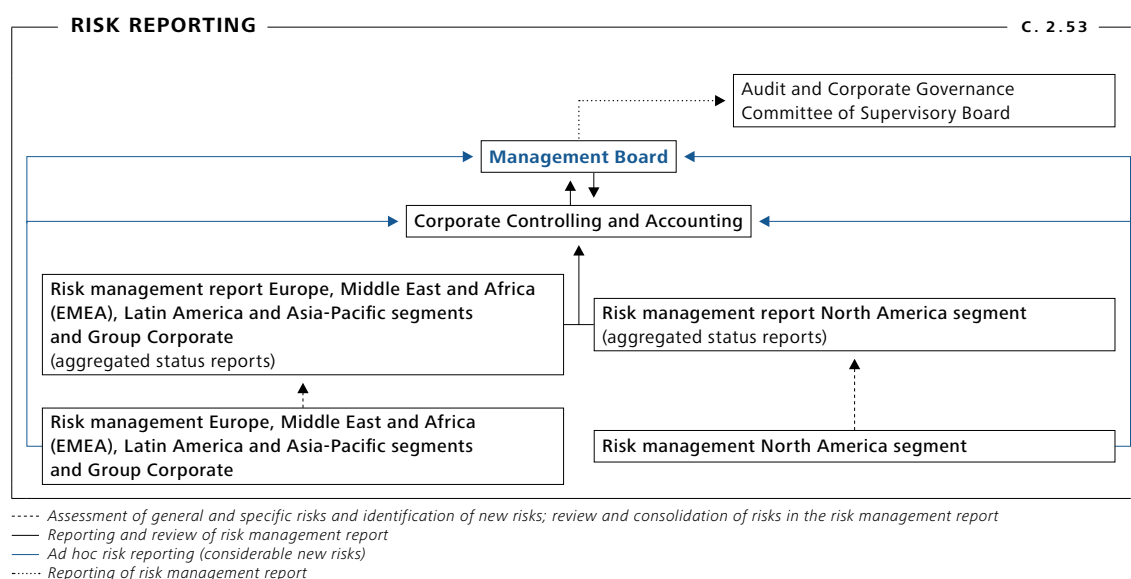 RISK REPORTING
C. 2.53
Audit and Corporate Governance
Committee of Supervisory Board
Management Board
Corporate Controlling and Accounting
Risk management report Europe, Middle East and Africa
(EMEA), Latin America and Asia-Pacific segments
and Group Corporate
(aggregated status reports)
Risk management report North America segment
(aggregated status reports)
Risk management Europe, Middle East and Africa
(EMEA), Latin America and Asia-Pacific segments
and Group Corporate
Risk management North America segment
Assessment of general and specific risks and identification of new risks; review and consolidation of risks in the risk management report
Reporting and review of risk management report
Ad hoc risk reporting (considerable new risks)
Reporting of risk management report